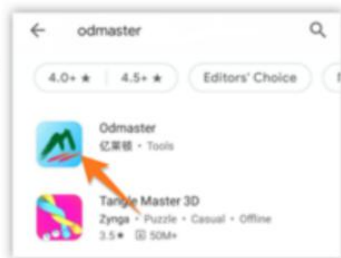 odmaster
4.0+ ★ 4.5+ ★ Editors' Choice
Odmaster
亿莱顿 • Tools
Tangle Master 3D
Zynga • Puzzle • Casual • Offline
3.5★ 50M+